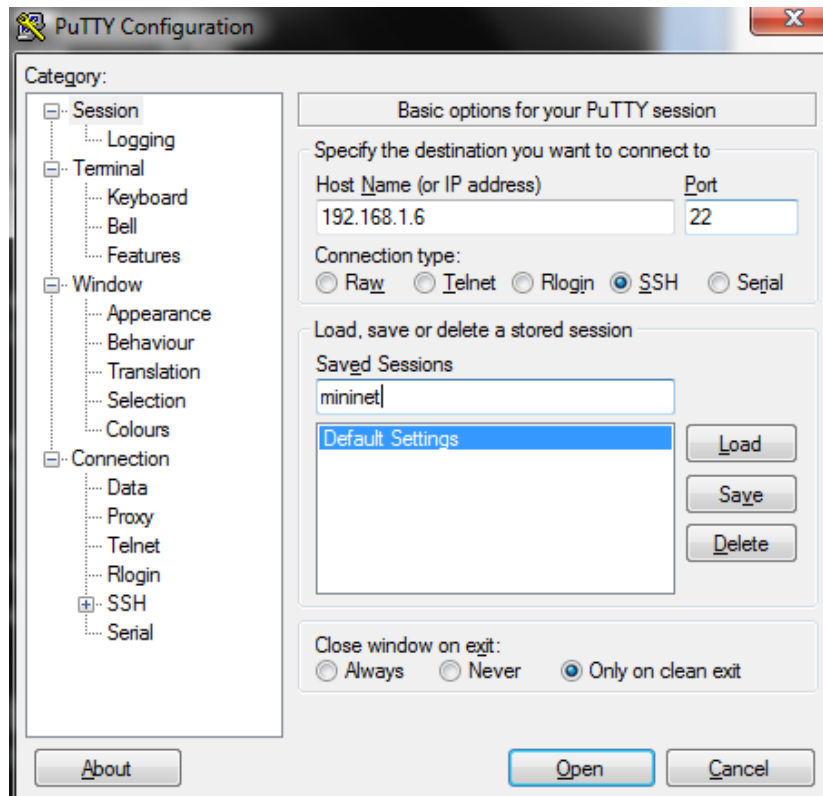 PuTTY Configuration
Category:
Session
Logging
Terminal
Keyboard
Bell
Features
Window
Appearance
Behaviour
Translation
Selection
Colours
Connection
Data
Proxy
Telnet
Rlogin
SSH
Serial
Basic options for your PuTTY session
Specify the destination you want to connect to
Host Name (or IP address) Port
192.168.1.6 22
Connection type:
Raw Telnet Rlogin SSH Serial
Load, save or delete a stored session
Saved Sessions
mininet
Default Settings
Load
Save
Delete
Close window on exit:
Always Never Only on clean exit
About Open Cancel